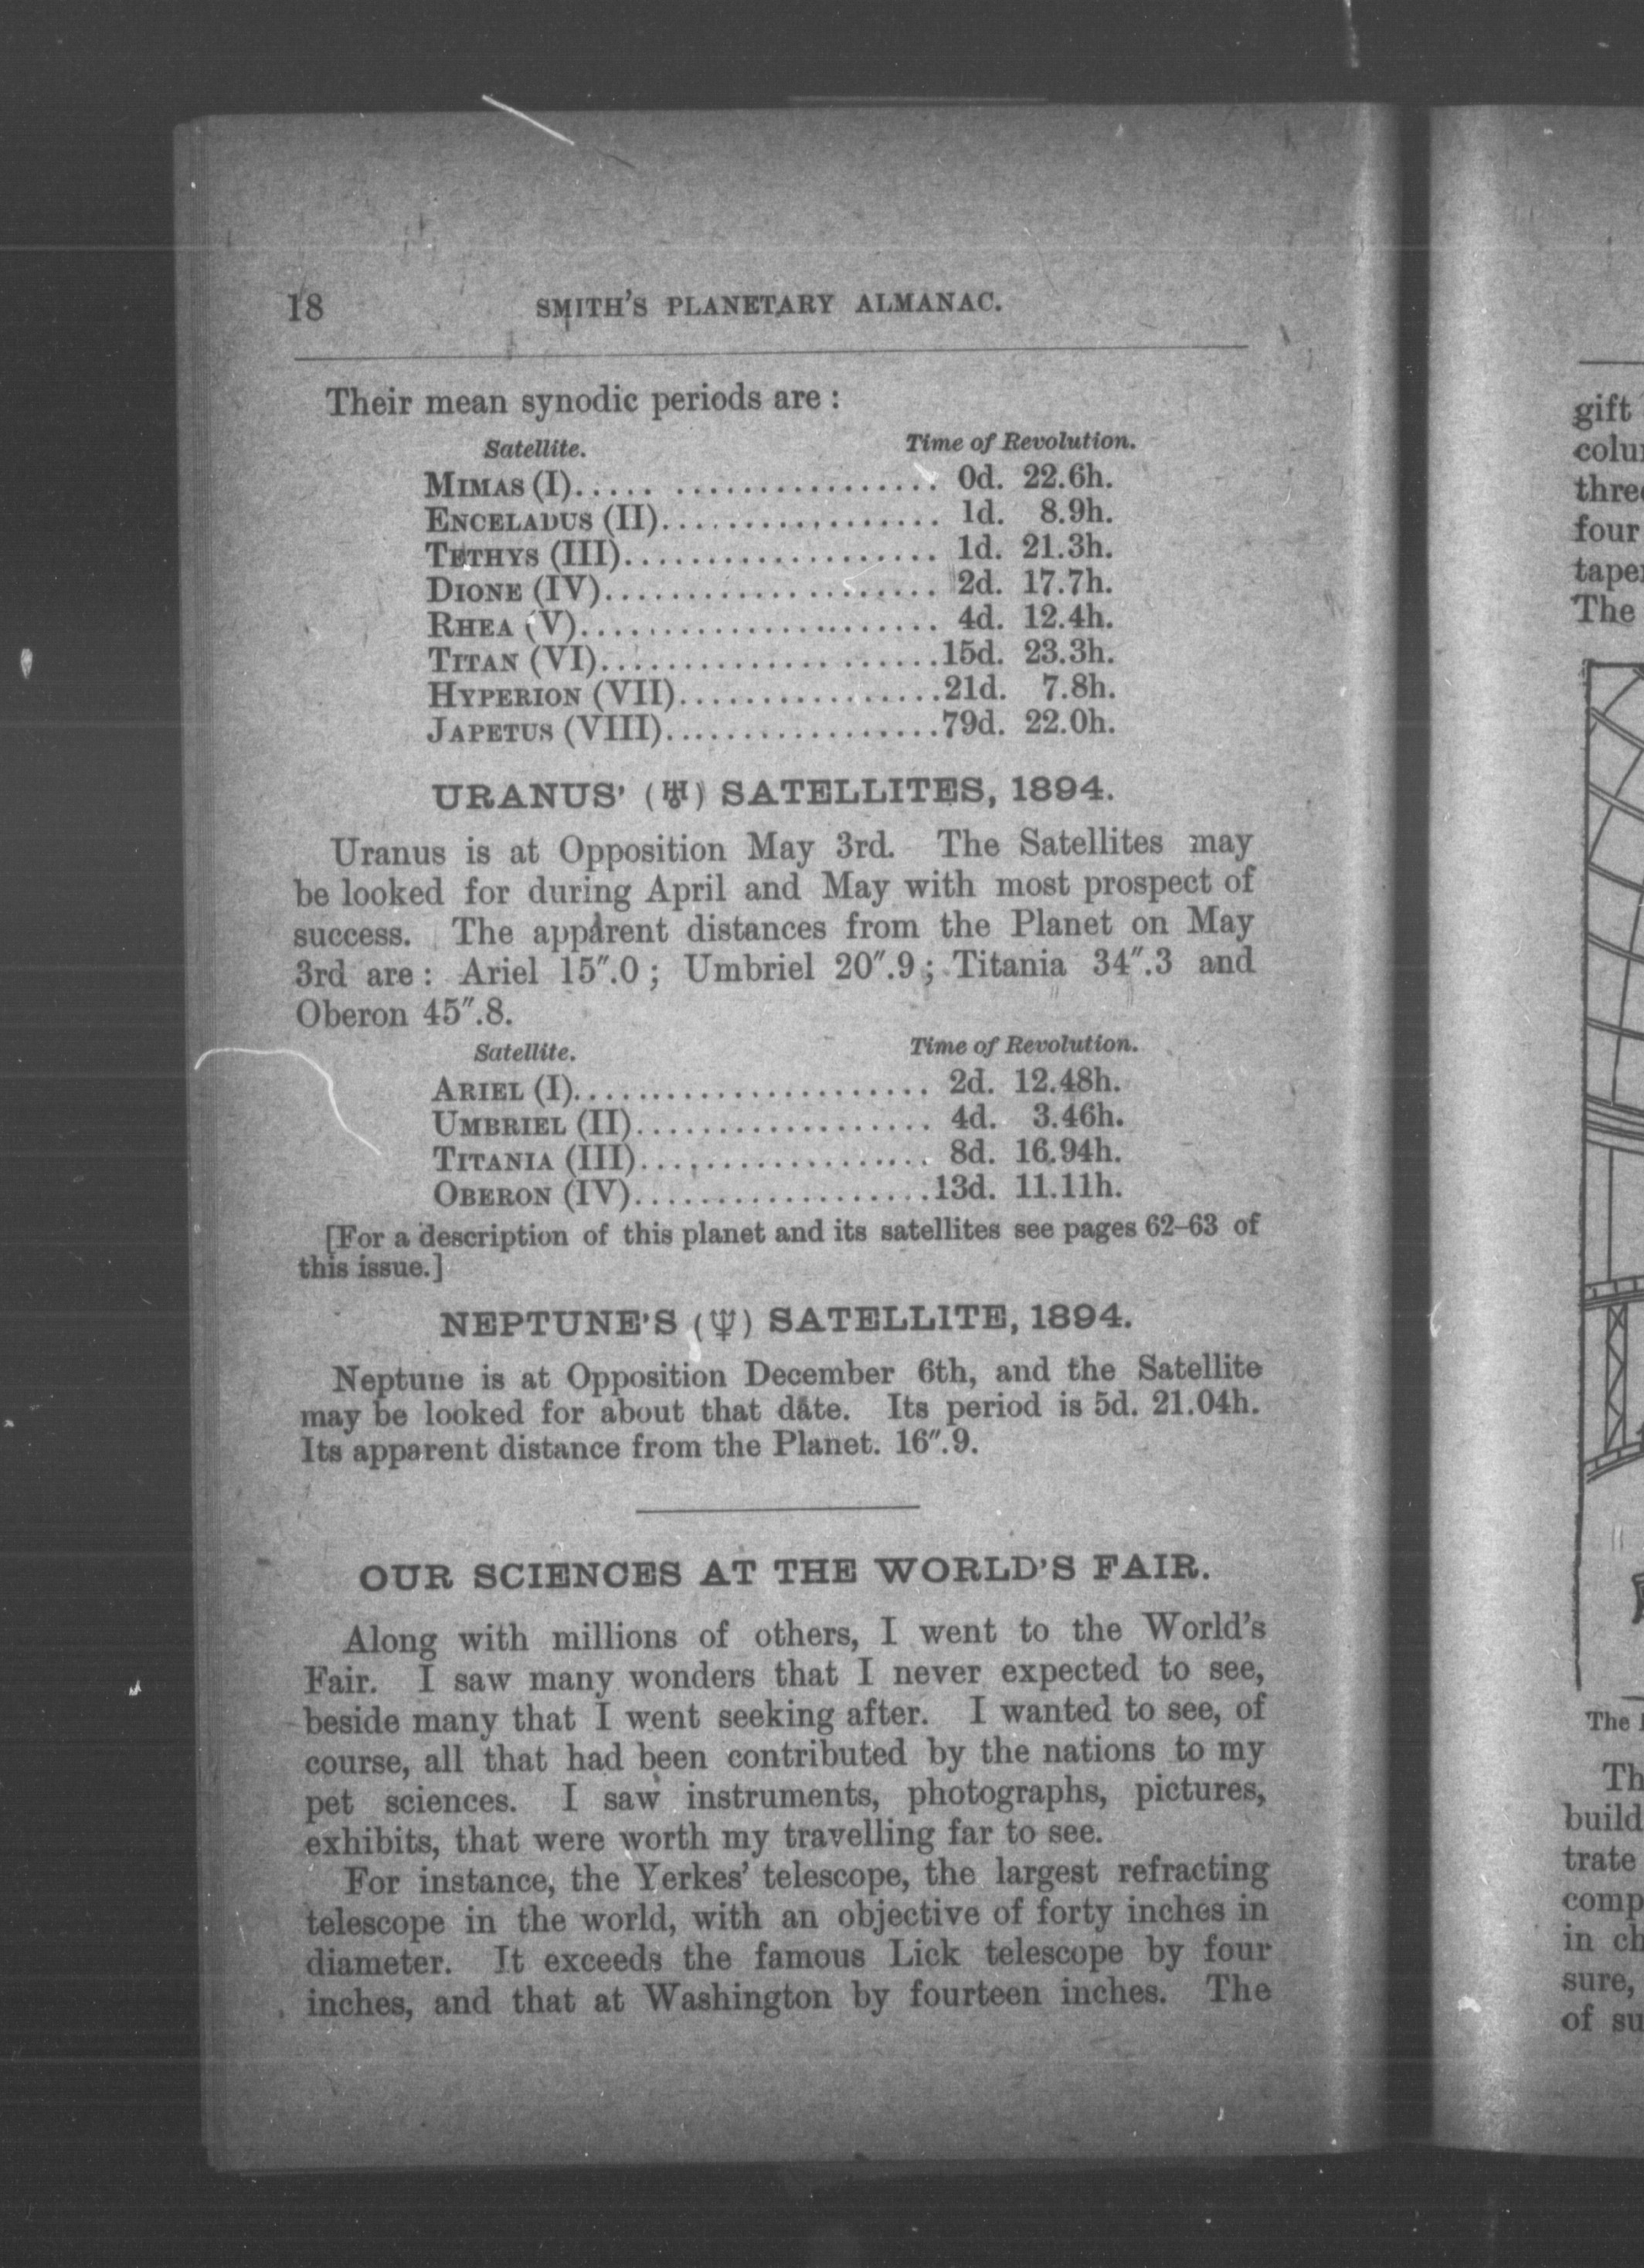 18 SMITH'S PLANETARY ALMANAC.
Their mean synodic periods are :
Satellite. Time of Revolution.
MIMAS (I)..... ................ 0d. 22.6h.
ENCELADUS (II)................. 1d. 8.9h.
TETHYS (III)................... 1d. 21.3h.
DIONE (IV)..................... 2d. 17.7h.
RHEA (V)...................... 4d. 12.4h.
TITAN (VI).....................15d. 23.3h.
HYPERION (VII)................21d. 7.8h.
JAPETUS (VIII).................79d. 22.0h.
URANUS' (♅) SATELLITES, 1894.
Uranus is at Opposition May 3rd. The Satellites may
be looked for during April and May with most prospect of
success. The apparent distances from the Planet on May
3rd are : Ariel 15″.0 ; Umbriel 20″.9 ; Titania 34″.3 and
Oberon 45″.8.
Satellite. Time of Revolution.
ARIEL (I)...................... 2d. 12.48h.
UMBRIEL (II).................. 4d. 3.46h.
TITANIA (III).................. 8d. 16.94h.
OBERON (IV)..................13d. 11.11h.
[For a description of this planet and its satellites see pages 62–63 of
this issue.]
NEPTUNE'S (♆) SATELLITE, 1894.
Neptune is at Opposition December 6th, and the Satellite
may be looked for about that date. Its period is 5d. 21.04h.
Its apparent distance from the Planet. 16″.9.
OUR SCIENCES AT THE WORLD'S FAIR.
Along with millions of others, I went to the World's
Fair. I saw many wonders that I never expected to see,
beside many that I went seeking after. I wanted to see, of
course, all that had been contributed by the nations to my
pet sciences. I saw instruments, photographs, pictures,
exhibits, that were worth my travelling far to see.
For instance, the Yerkes' telescope, the largest refracting
telescope in the world, with an objective of forty inches in
diameter. It exceeds the famous Lick telescope by four
inches, and that at Washington by fourteen inches. The
gift
four
The
The
build
trate
comp
in ch
sure,
of su